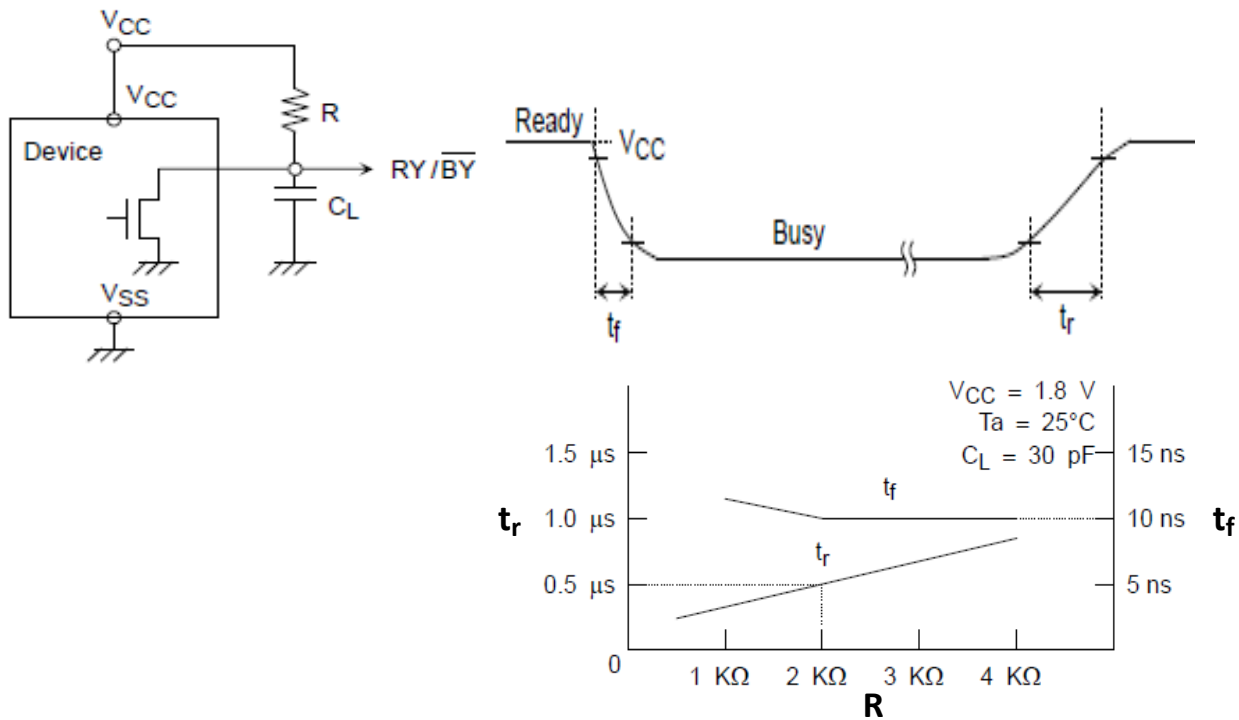 VCC
VCC
R
Device
RY/B̅Y̅
CL
VSS
Ready
VCC
Busy
tf
tr
VCC = 1.8 V
Ta = 25°C
CL = 30 pF
1.5 µs
15 ns
tf
tr
1.0 µs
10 ns
tf
tr
0.5 µs
5 ns
0
1 KΩ
2 KΩ
3 KΩ
4 KΩ
R